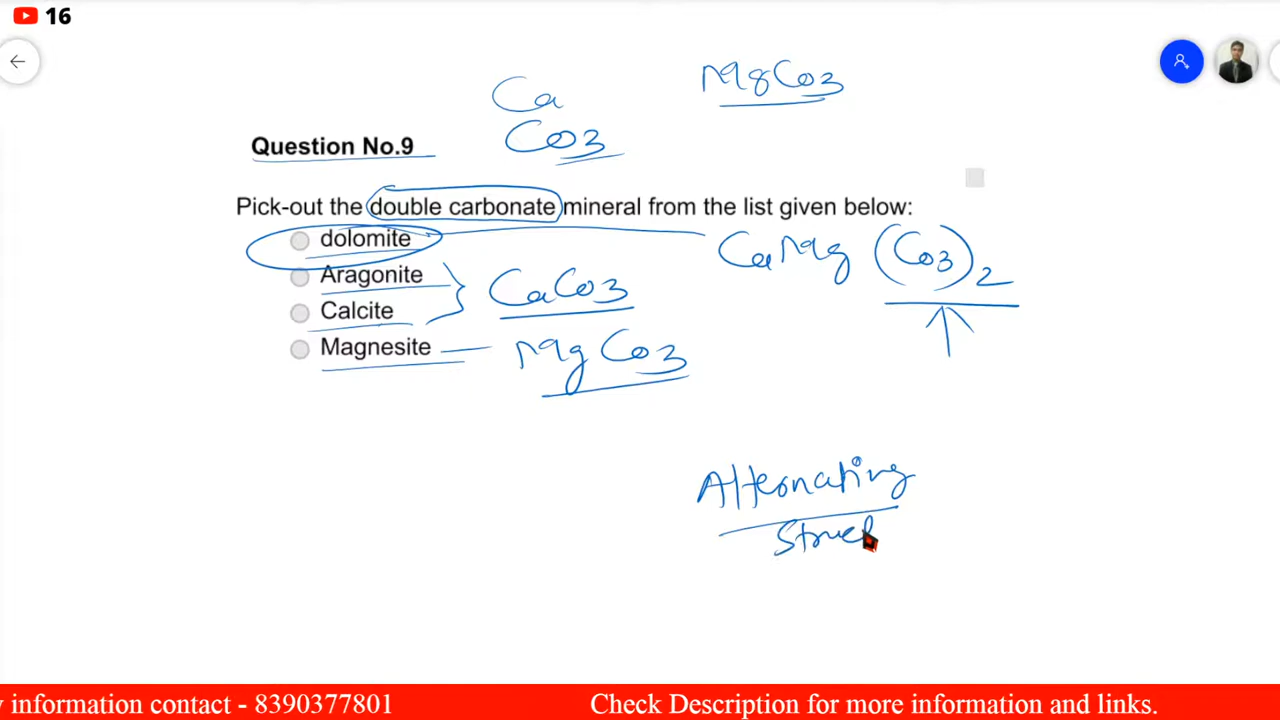 16
Ca
Co3
MgCo3
Question No.9
Pick-out the double carbonate mineral from the list given below:
dolomite
CaMg (Co3)2
Aragonite
CaCo3
Calcite
Magnesite
MgCo3
Alternating
Struct
y information contact - 8390377801
Check Description for more information and links.